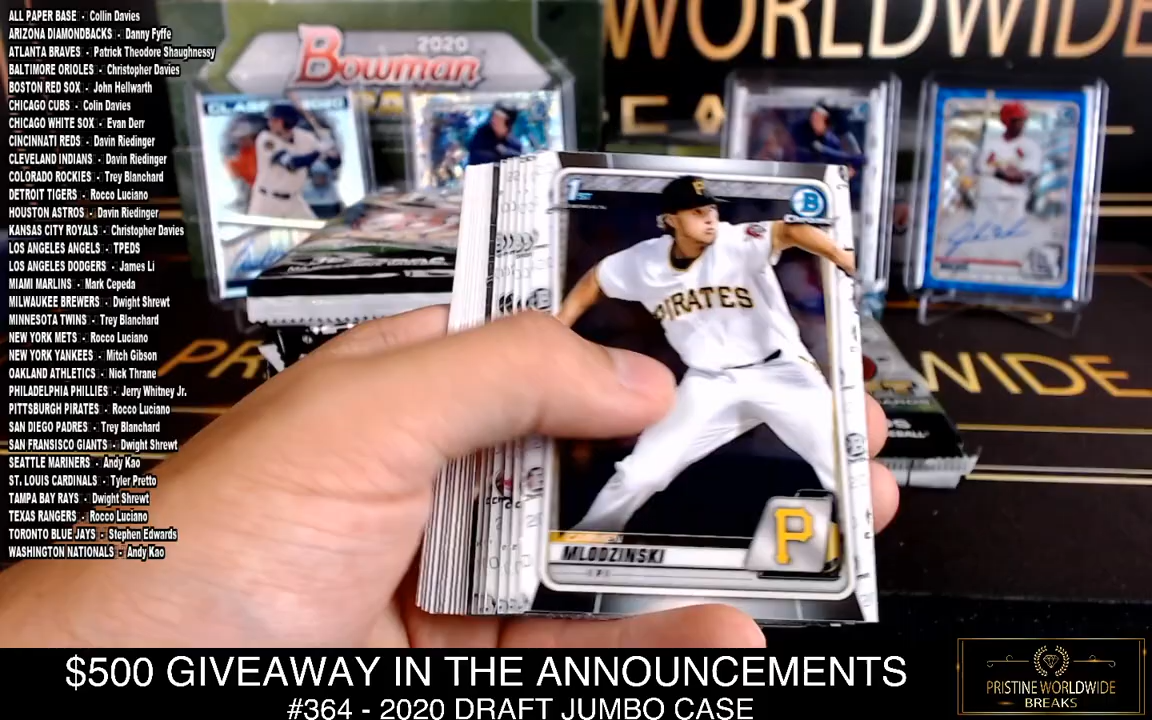 ALL PAPER BASE - Collin Davies
ARIZONA DIAMONDBACKS - Danny Fyffe
ATLANTA BRAVES - Patrick Theodore Shaughnessy
BALTIMORE ORIOLES - Christopher Davies
BOSTON RED SOX - John Hellwarth
CHICAGO CUBS - Colin Davies
CHICAGO WHITE SOX - Evan Derr
CINCINNATI REDS - Davin Riedinger
CLEVELAND INDIANS - Davin Riedinger
COLORADO ROCKIES - Trey Blanchard
DETROIT TIGERS - Rocco Luciano
HOUSTON ASTROS - Davin Riedinger
KANSAS CITY ROYALS - Christopher Davies
LOS ANGELES ANGELS - TPEDS
LOS ANGELES DODGERS - James Li
MIAMI MARLINS - Mark Cepeda
MILWAUKEE BREWERS - Dwight Shrewt
MINNESOTA TWINS - Trey Blanchard
NEW YORK METS - Rocco Luciano
NEW YORK YANKEES - Mitch Gibson
OAKLAND ATHLETICS - Nick Thrane
PHILADELPHIA PHILLIES - Jerry Whitney Jr.
PITTSBURGH PIRATES - Rocco Luciano
SAN DIEGO PADRES - Trey Blanchard
SAN FRANSISCO GIANTS - Dwight Shrewt
SEATTLE MARINERS - Andy Kao
ST. LOUIS CARDINALS - Tyler Pretto
TAMPA BAY RAYS - Dwight Shrewt
TEXAS RANGERS - Rocco Luciano
TORONTO BLUE JAYS - Stephen Edwards
WASHINGTON NATIONALS - Andy Kao
WORLDWIDE
2020
Bowman
1ST
B
P
PIRATES
MLODZINSKI
P
WIDE
BASEBALL
$500 GIVEAWAY IN THE ANNOUNCEMENTS
#364 - 2020 DRAFT JUMBO CASE
PRISTINE WORLDWIDE
BREAKS